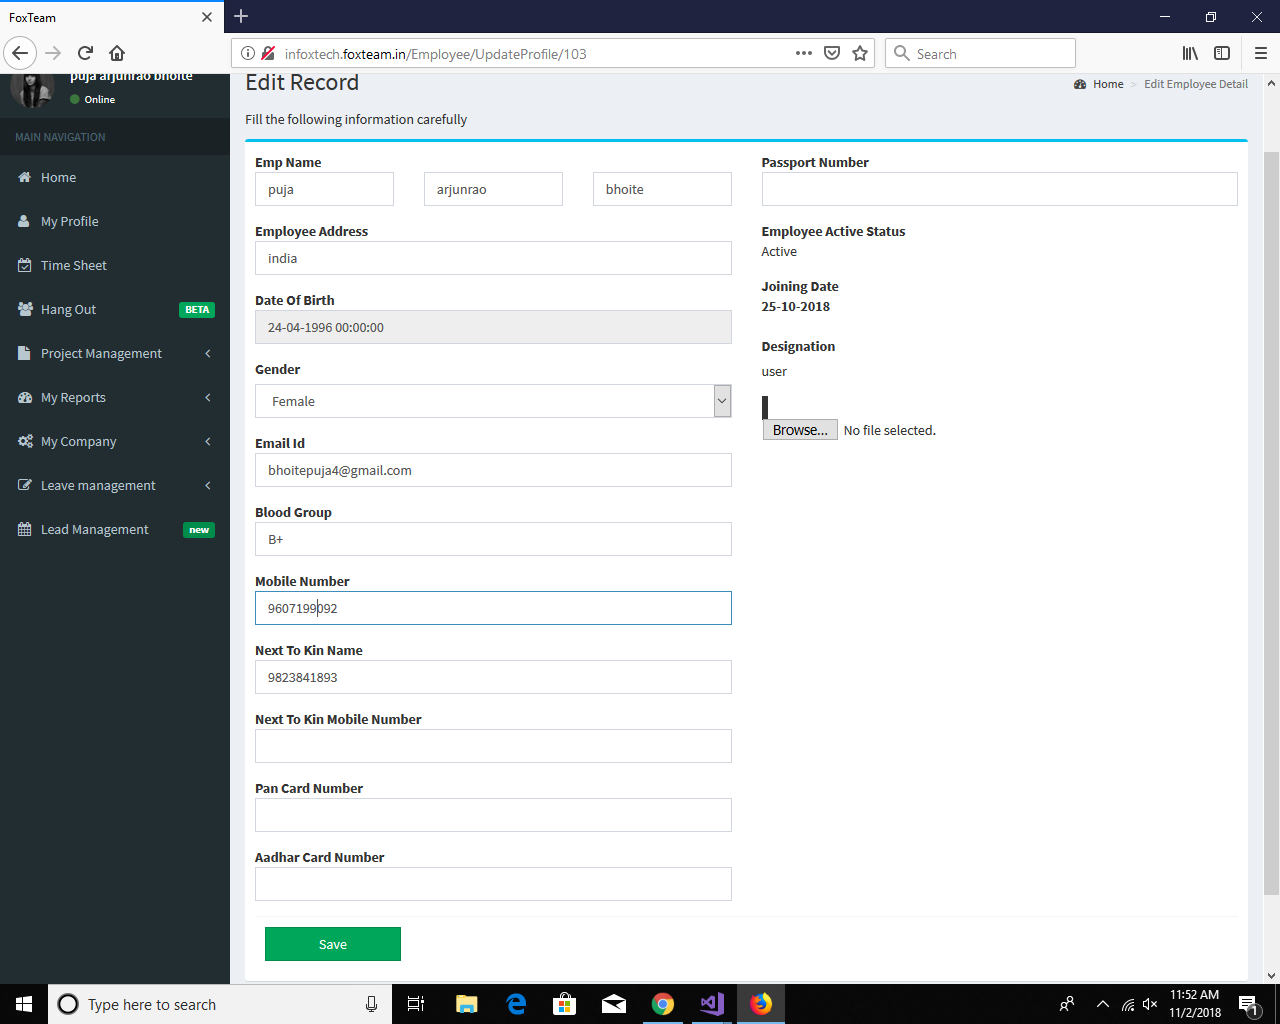 FoxTeam
infoxtech.foxteam.in/Employee/UpdateProfile/103
Search
puja arjunrao bhoite
Online
MAIN NAVIGATION
Home
My Profile
Time Sheet
Hang Out BETA
Project Management
My Reports
My Company
Leave management
Lead Management new
Edit Record
Home > Edit Employee Detail
Fill the following information carefully
Emp Name
puja arjunrao bhoite
Employee Address
india
Date Of Birth
24-04-1996 00:00:00
Gender
Female
Email Id
bhoitepuja4@gmail.com
Blood Group
B+
Mobile Number
9607199092
Next To Kin Name
9823841893
Next To Kin Mobile Number
Pan Card Number
Aadhar Card Number
Save
Passport Number
Employee Active Status
Active
Joining Date
25-10-2018
Designation
user
Browse... No file selected.
Type here to search
11:52 AM
11/2/2018
1